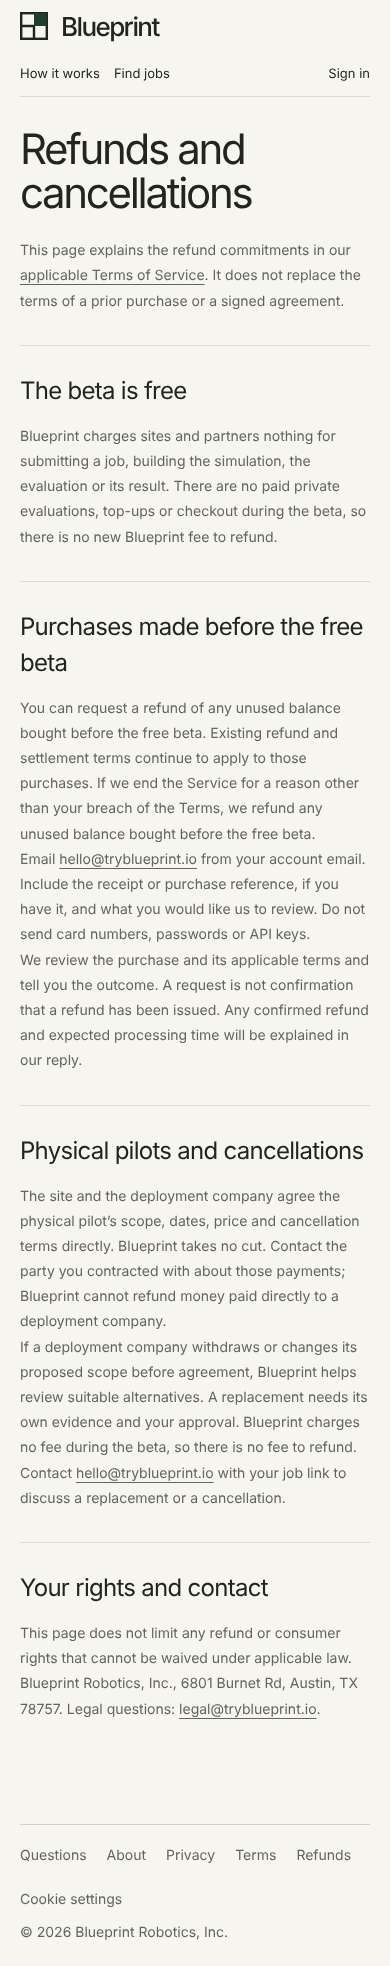 Blueprint
How it works Find jobs Sign in
Refunds and
cancellations
This page explains the refund commitments in our
applicable Terms of Service. It does not replace the
terms of a prior purchase or a signed agreement.
The beta is free
Blueprint charges sites and partners nothing for
submitting a job, building the simulation, the
evaluation or its result. There are no paid private
evaluations, top-ups or checkout during the beta, so
there is no new Blueprint fee to refund.
Purchases made before the free
beta
You can request a refund of any unused balance
bought before the free beta. Existing refund and
settlement terms continue to apply to those
purchases. If we end the Service for a reason other
than your breach of the Terms, we refund any
unused balance bought before the free beta.
Email hello@tryblueprint.io from your account email.
Include the receipt or purchase reference, if you
have it, and what you would like us to review. Do not
send card numbers, passwords or API keys.
We review the purchase and its applicable terms and
tell you the outcome. A request is not confirmation
that a refund has been issued. Any confirmed refund
and expected processing time will be explained in
our reply.
Physical pilots and cancellations
The site and the deployment company agree the
physical pilot’s scope, dates, price and cancellation
terms directly. Blueprint takes no cut. Contact the
party you contracted with about those payments;
Blueprint cannot refund money paid directly to a
deployment company.
If a deployment company withdraws or changes its
proposed scope before agreement, Blueprint helps
review suitable alternatives. A replacement needs its
own evidence and your approval. Blueprint charges
no fee during the beta, so there is no fee to refund.
Contact hello@tryblueprint.io with your job link to
discuss a replacement or a cancellation.
Your rights and contact
This page does not limit any refund or consumer
rights that cannot be waived under applicable law.
Blueprint Robotics, Inc., 6801 Burnet Rd, Austin, TX
78757. Legal questions: legal@tryblueprint.io.
Questions About Privacy Terms Refunds
Cookie settings
© 2026 Blueprint Robotics, Inc.